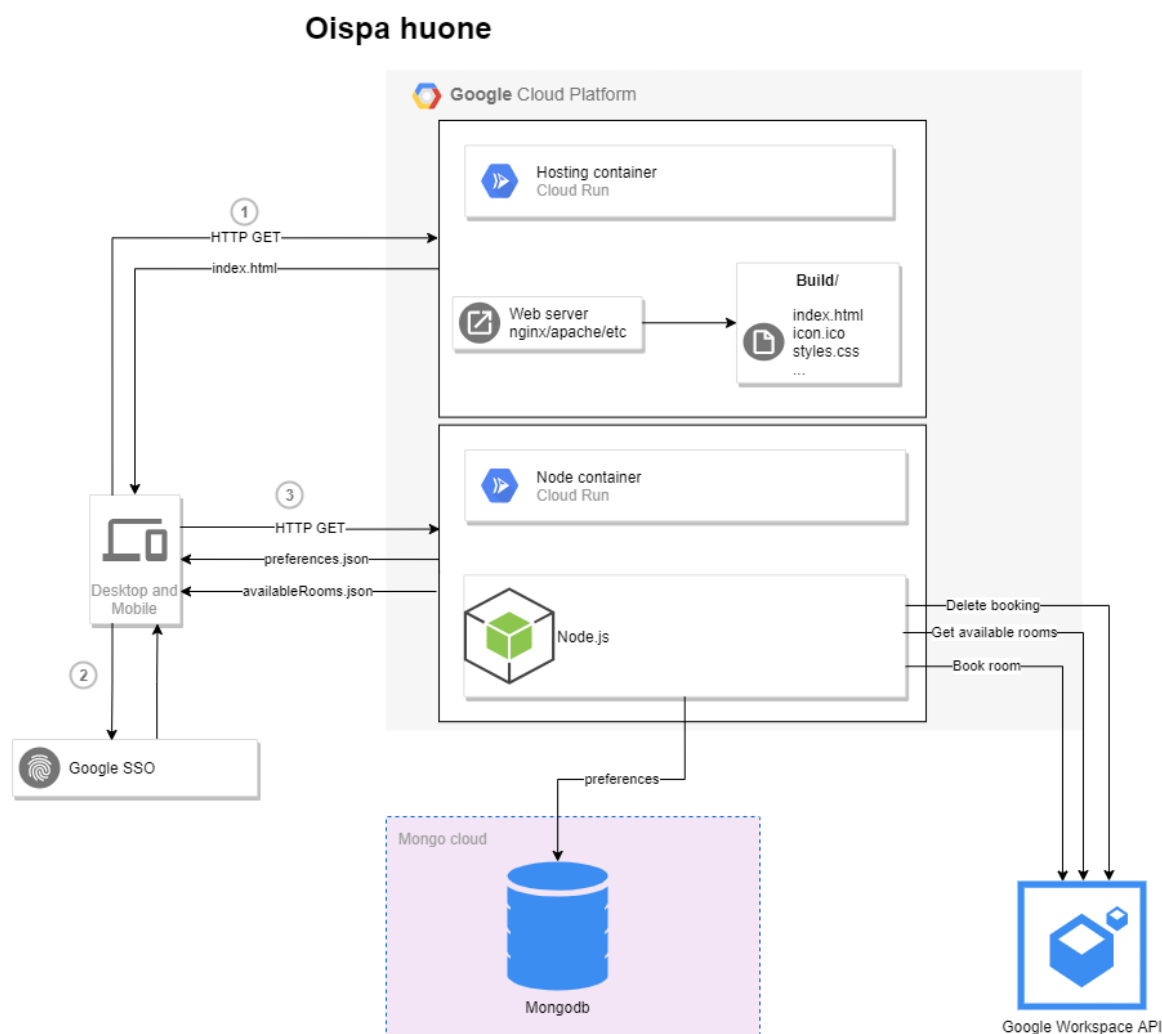 Oispa huone
Google Cloud Platform
Hosting container
Cloud Run
1
HTTP GET
index.html
Web server
nginx/apache/etc
Build/
index.html
icon.ico
styles.css
...
Node container
Cloud Run
3
HTTP GET
preferences.json
availableRooms.json
Desktop and
Mobile
Node.js
Delete booking
Get available rooms
Book room
2
Google SSO
preferences
Mongo cloud
Mongodb
Google Workspace API